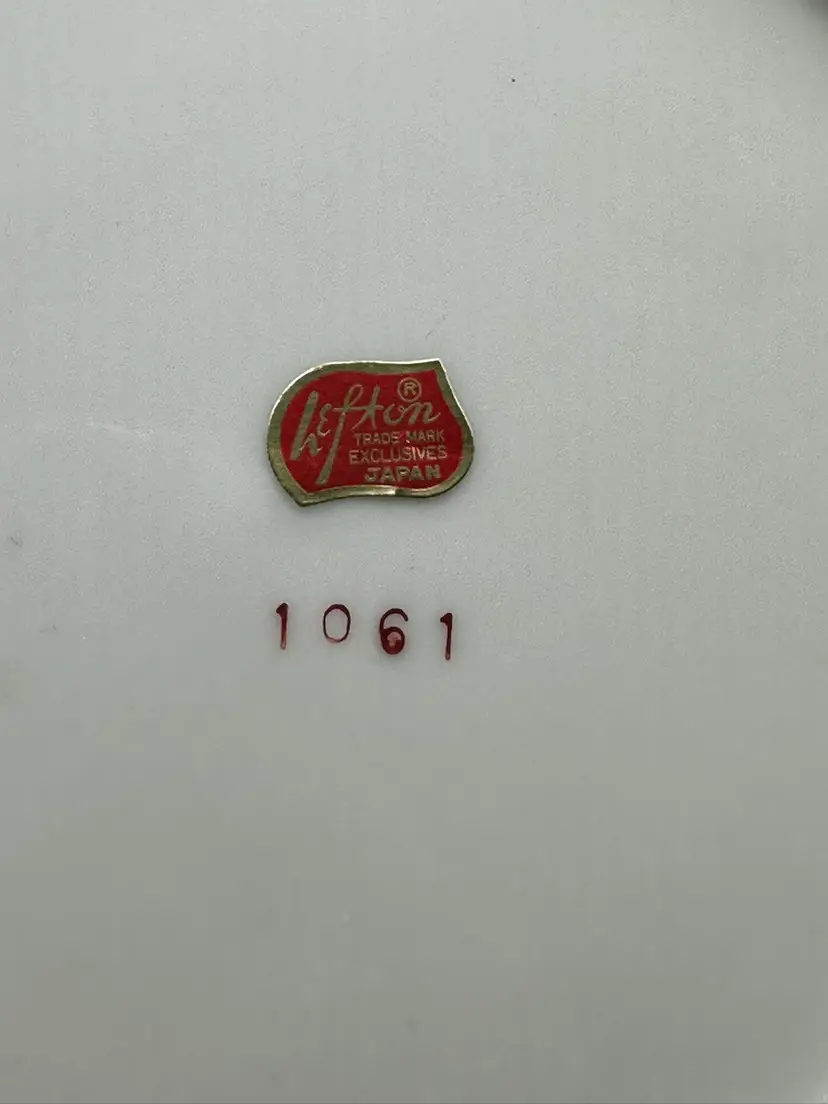 Lefton ®
TRADE MARK
EXCLUSIVES
JAPAN
1061